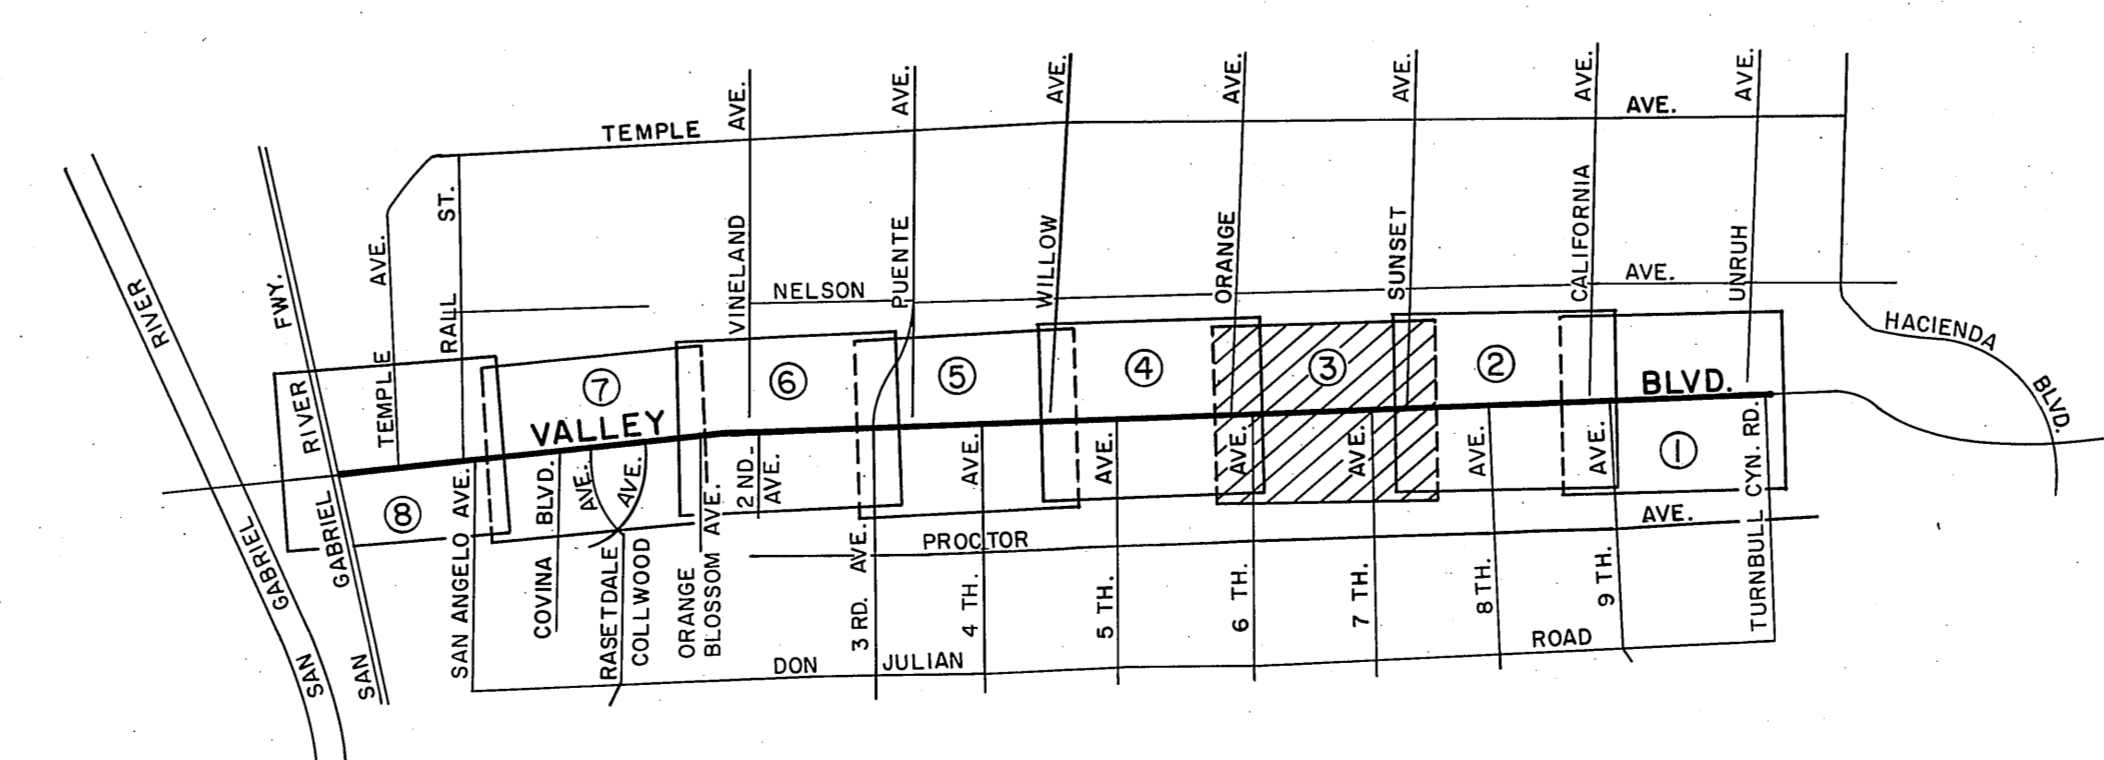 TEMPLE AVE.
VINELAND AVE.
PUENTE AVE.
WILLOW AVE.
ORANGE AVE.
SUNSET AVE.
CALIFORNIA AVE.
UNRUH AVE.
TEMPLE AVE.
RALL ST.
NELSON AVE.
HACIENDA BLVD.
SAN GABRIEL RIVER
SAN GABRIEL RIVER FWY.
VALLEY BLVD.
8
7
6
5
4
3
2
1
SAN ANGELO AVE.
COVINA BLVD.
RASETDALE AVE.
COLLWOOD AVE.
ORANGE
BLOSSOM AVE.
2 ND.
AVE.
3 RD. AVE.
4 TH. AVE.
5 TH. AVE.
6 TH. AVE.
7 TH. AVE.
8 TH. AVE.
9 TH. AVE.
TURNBULL CYN. RD.
PROCTOR AVE.
DON JULIAN ROAD